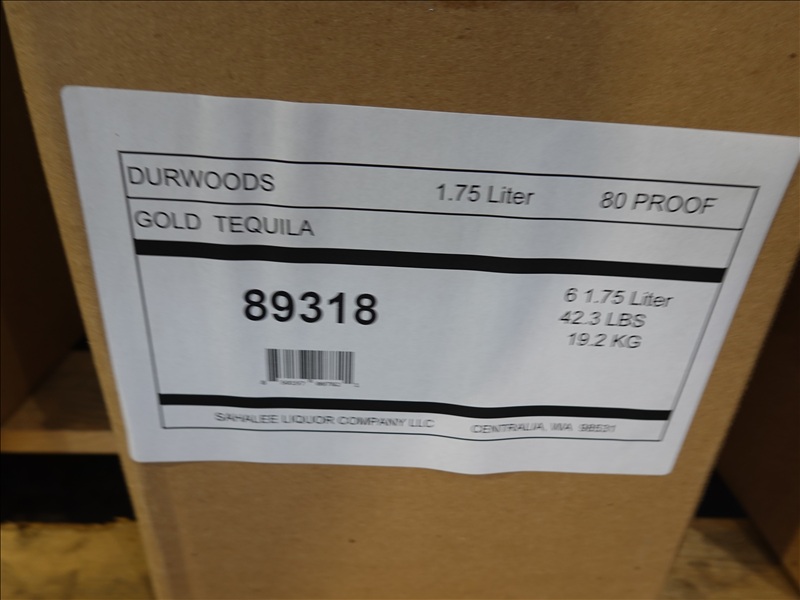 DURWOODS 1.75 Liter 80 PROOF
GOLD TEQUILA
89318
6 1.75 Liter
42.3 LBS
19.2 KG
SAHALEE LIQUOR COMPANY LLC CENTRALIA, WA 98531